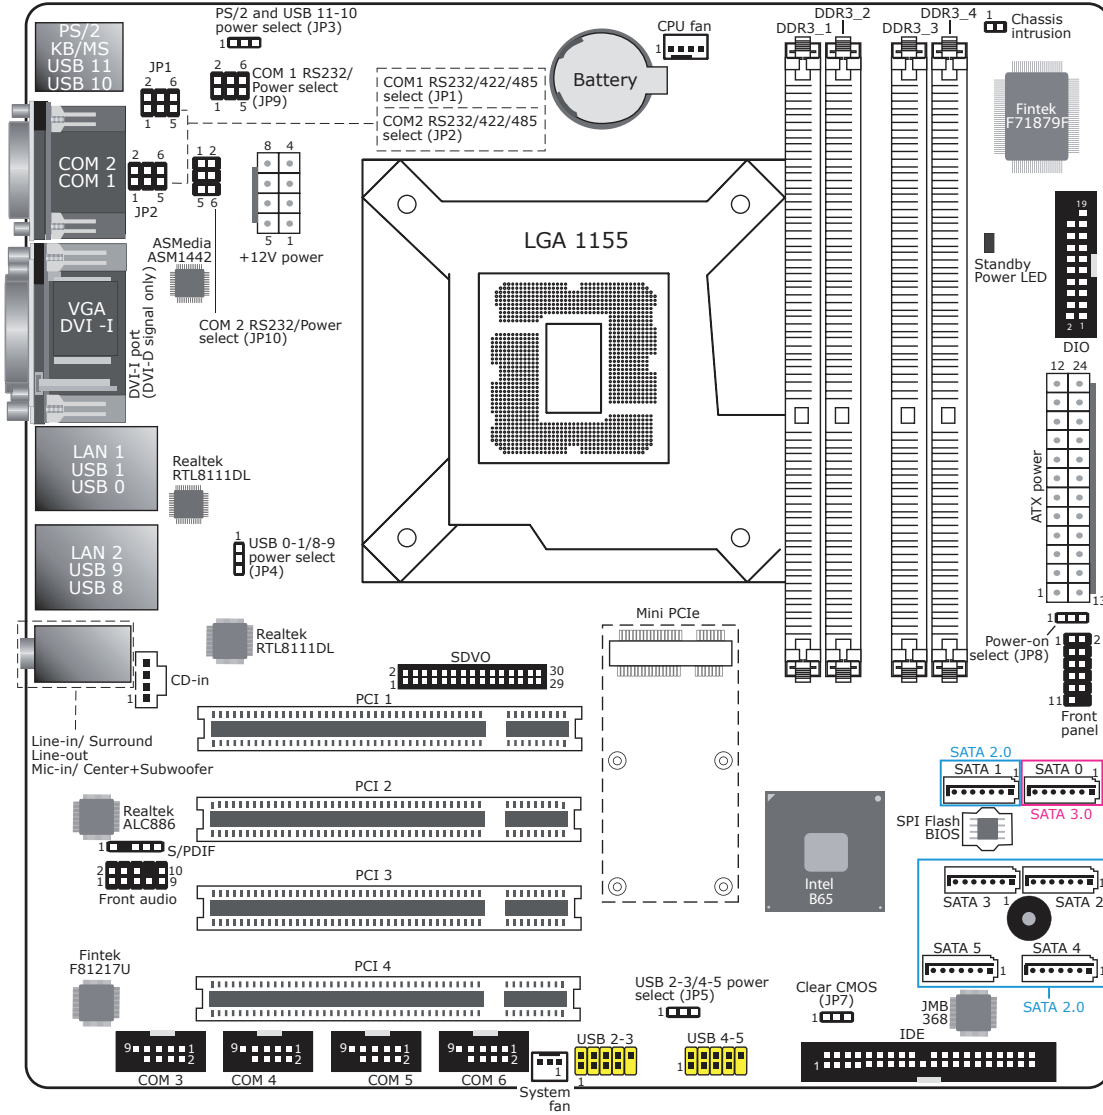 PS/2
KB/MS
USB 11
USB 10
PS/2 and USB 11-10
power select (JP3)
1
JP1
2 6
1 5
2 6
1 5
COM 1 RS232/
Power select
(JP9)
COM1 RS232/422/485
select (JP1)
COM2 RS232/422/485
select (JP2)
Battery
CPU fan
1
DDR3_1
DDR3_2
DDR3_3
DDR3_4
1
Chassis
intrusion
Fintek
F71879F
COM 2
COM 1
2 6
1 5
JP2
1 2
5 6
8 4
5 1
+12V power
ASMedia
ASM1442
COM 2 RS232/Power
select (JP10)
VGA
DVI -I
DVI-I port
(DVI-D signal only)
LGA 1155
Standby
Power LED
19
2 1
DIO
12 24
ATX power
1
13
LAN 1
USB 1
USB 0
Realtek
RTL8111DL
1
USB 0-1/8-9
power select
(JP4)
LAN 2
USB 9
USB 8
Realtek
RTL8111DL
Mini PCIe
1
Power-on
select (JP8)
1 2
11
Front
panel
CD-in
1
SDVO
2 30
1 29
Line-in/ Surround
Line-out
Mic-in/ Center+Subwoofer
PCI 1
SATA 2.0
SATA 1 1
SATA 0 1
SATA 3.0
SPI Flash
BIOS
PCI 2
Realtek
ALC886
1
S/PDIF
2 10
1 9
Front audio
Intel
B65
PCI 3
SATA 3 1
SATA 2
1
SATA 5
1
SATA 4
1
SATA 2.0
Fintek
F81217U
PCI 4
USB 2-3/4-5 power
select (JP5)
1
Clear CMOS
(JP7)
1
JMB
368
IDE
1
9 1
2
COM 3
9 1
2
COM 4
9 1
2
COM 5
9 1
2
COM 6
1
System
fan
USB 2-3
1
USB 4-5
1